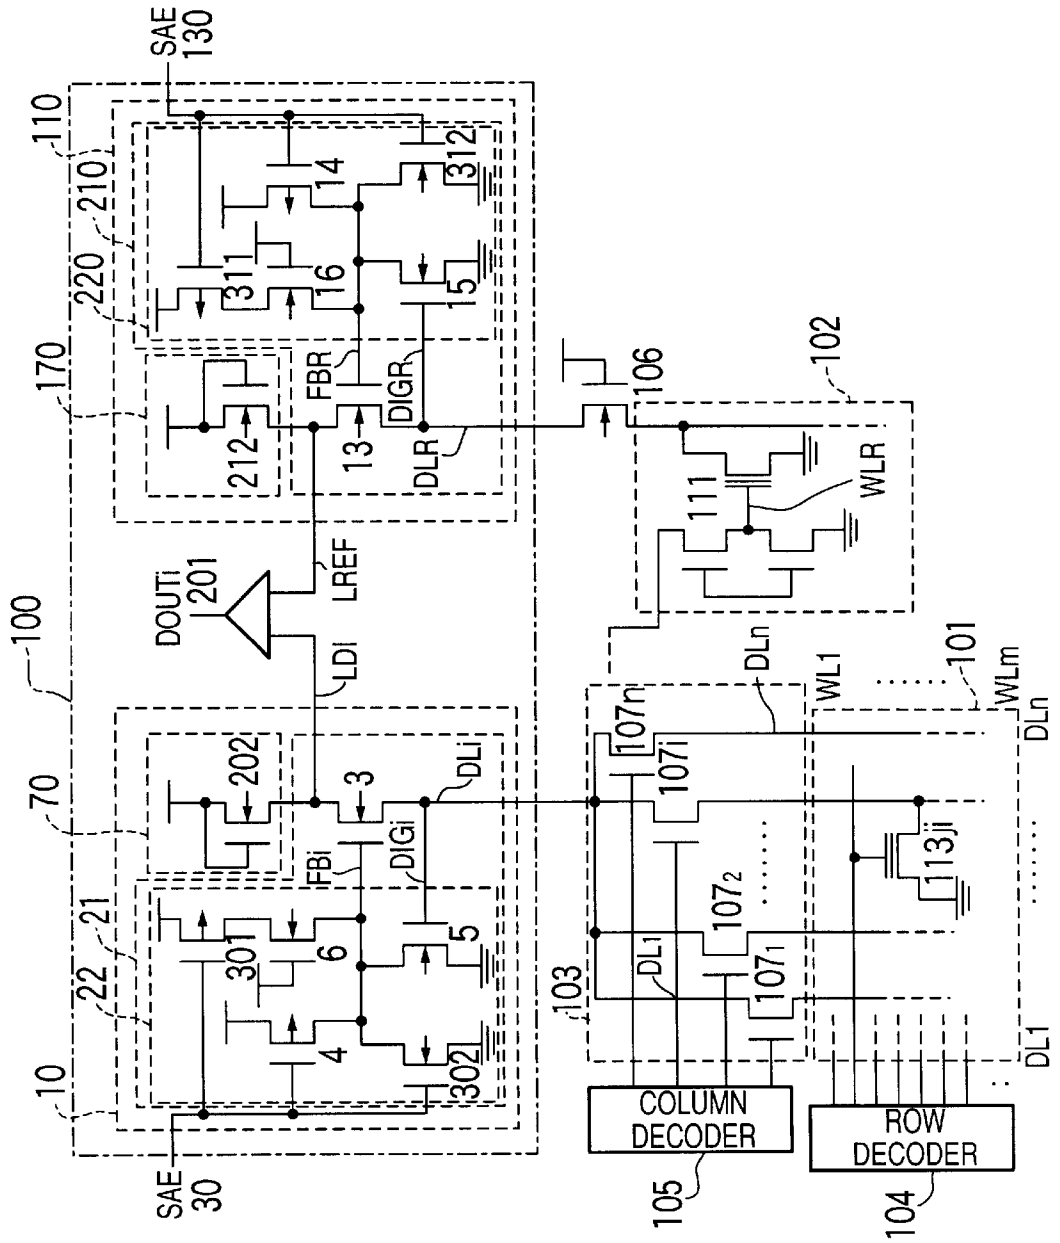 100
10
22
21
70
170
220
210
110
SAE
30
SAE
130
DOUTi
201
301
6
4
302
5
202
3
FBi
DIGi
DLi
LDi
LREF
212
13
FBR
DIGR
DLR
311
16
14
15
312
106
102
111
WLR
103
DL1
107n
107i
1072
1071
DLn
COLUMN
DECODER
105
WL1
......
WLm
101
113ji
DLn
......
DL1
ROW
DECODER
104